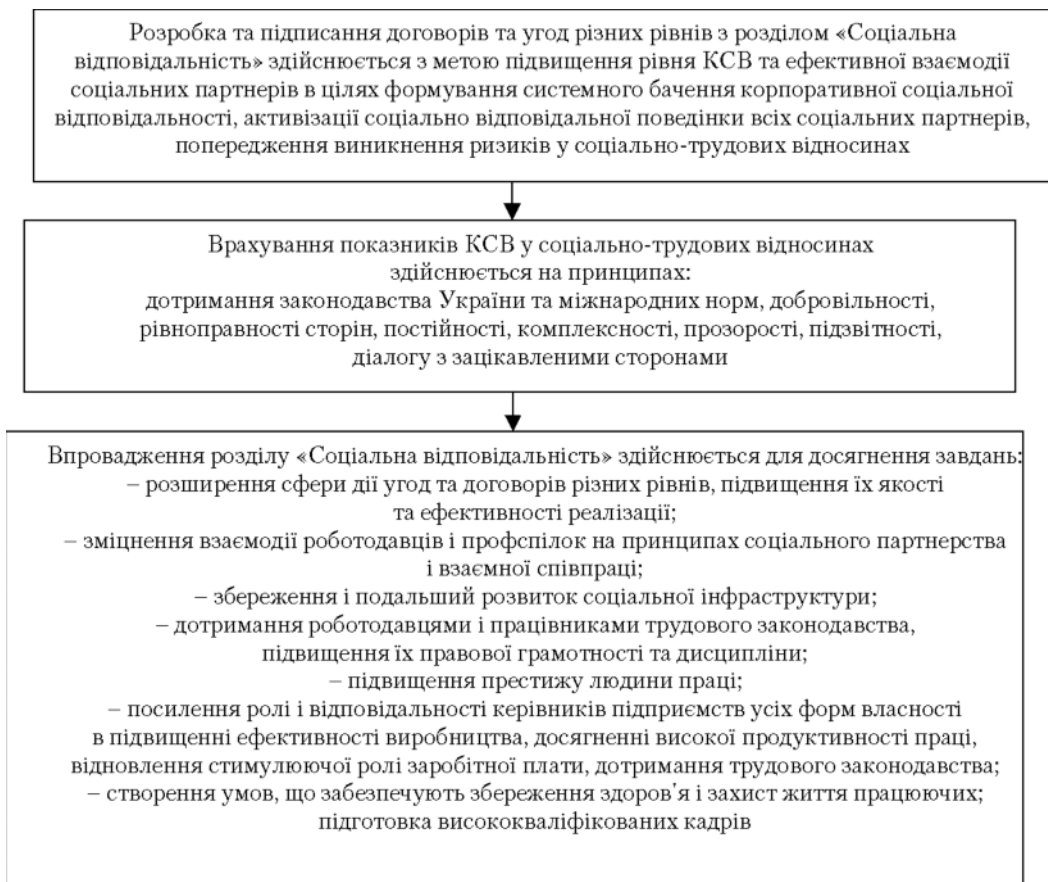 Розробка та підписання договорів та угод різних рівнів з розділом «Соціальна
відповідальність» здійснюється з метою підвищення рівня КСВ та ефективної взаємодії
соціальних партнерів в цілях формування системного бачення корпоративної соціальної
відповідальності, активізації соціально відповідальної поведінки всіх соціальних партнерів,
попередження виникнення ризиків у соціально-трудових відносинах
Врахування показників КСВ у соціально-трудових відносинах
здійснюється на принципах:
дотримання законодавства України та міжнародних норм, добровільності,
рівноправності сторін, постійності, комплексності, прозорості, підзвітності,
діалогу з зацікавленими сторонами
Впровадження розділу «Соціальна відповідальність» здійснюється для досягнення завдань:
– розширення сфери дії угод та договорів різних рівнів, підвищення їх якості
та ефективності реалізації;
– зміцнення взаємодії роботодавців і профспілок на принципах соціального партнерства
і взаємної співпраці;
– збереження і подальший розвиток соціальної інфраструктури;
– дотримання роботодавцями і працівниками трудового законодавства,
підвищення їх правової грамотності та дисципліни;
– підвищення престижу людини праці;
– посилення ролі і відповідальності керівників підприємств усіх форм власності
в підвищенні ефективності виробництва, досягненні високої продуктивності праці,
відновлення стимулюючої ролі заробітної плати, дотримання трудового законодавства;
– створення умов, що забезпечують збереження здоров'я і захист життя працюючих;
підготовка висококваліфікованих кадрів